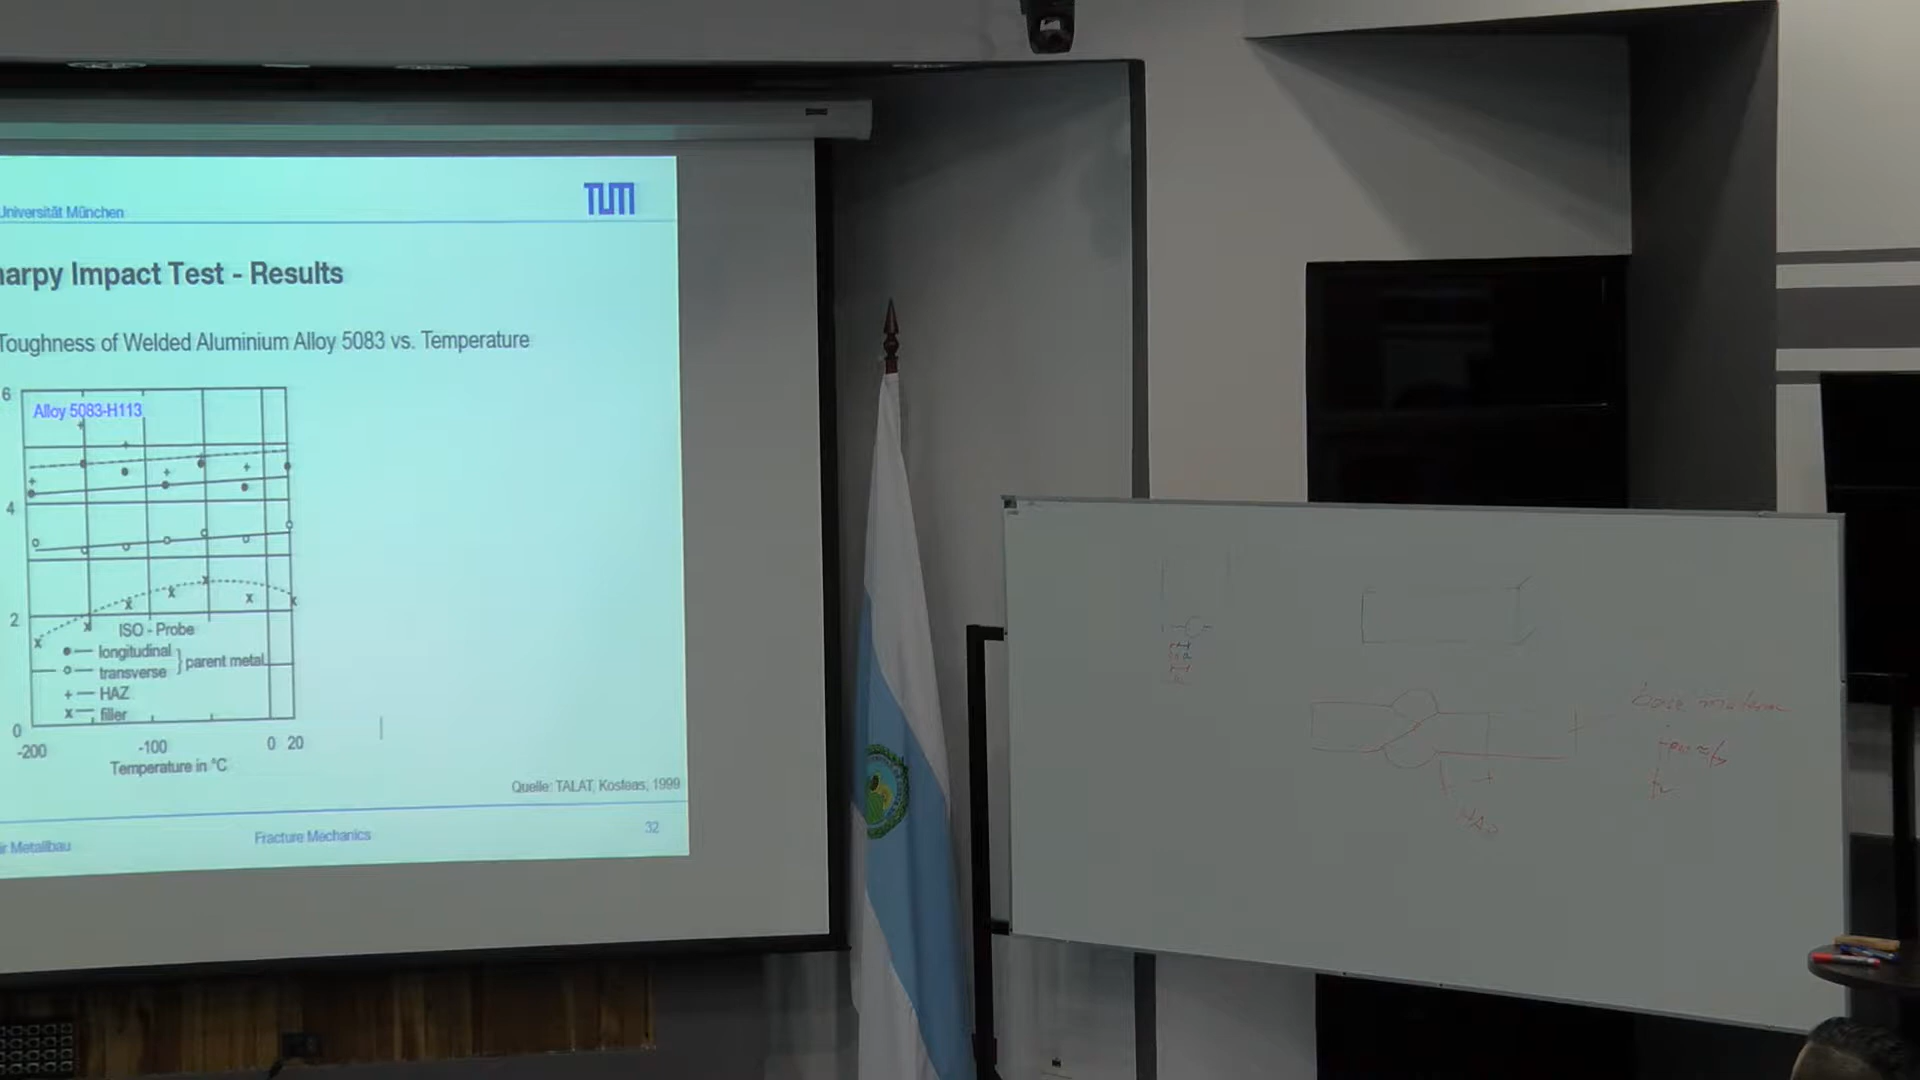 Universität München
TUM
harpy Impact Test - Results
Toughness of Welded Aluminium Alloy 5083 vs. Temperature
6
Alloy 5083-H113
4
2
ISO - Probe
longitudinal
transverse
parent metal
HAZ
filler
0
-200
-100
0
20
Temperature in °C
Quelle: TALAT, Kosteas, 1999
Metallbau
Fracture Mechanics
32
base
HAZ